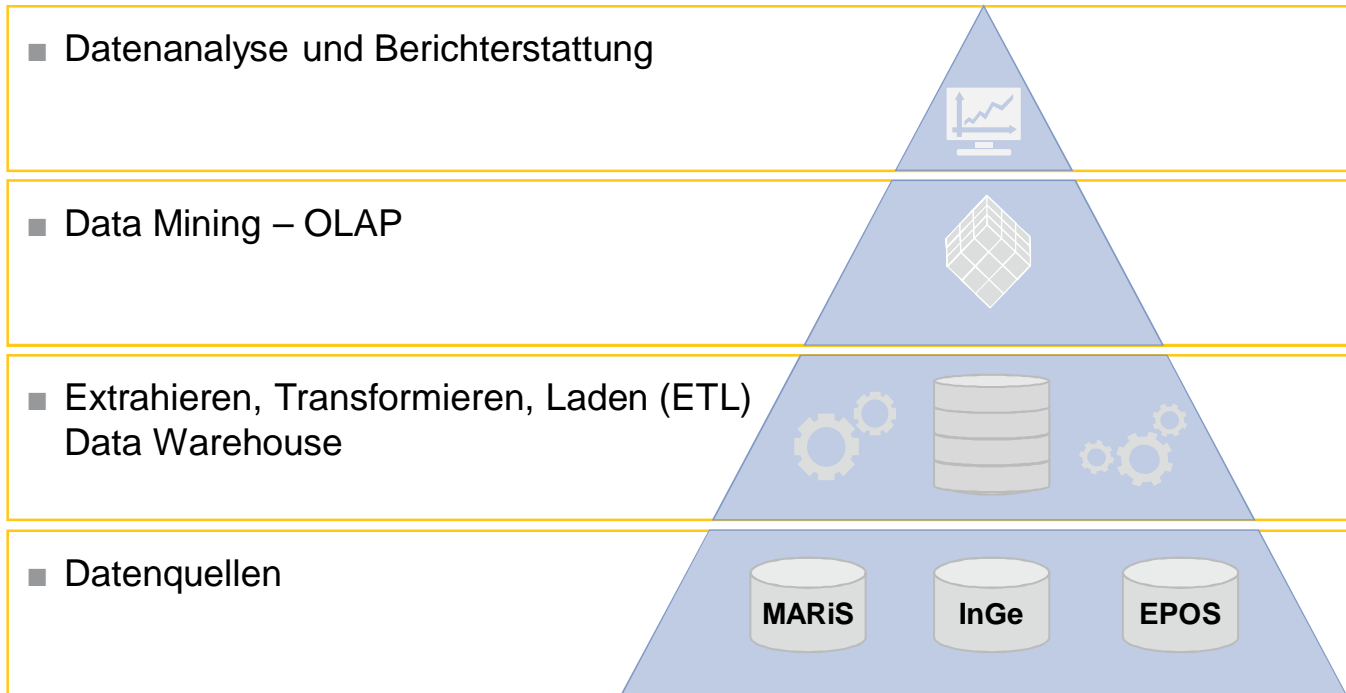 ■ Datenanalyse und Berichterstattung
■ Data Mining – OLAP
■ Extrahieren, Transformieren, Laden (ETL)
Data Warehouse
■ Datenquellen
MARiS
InGe
EPOS